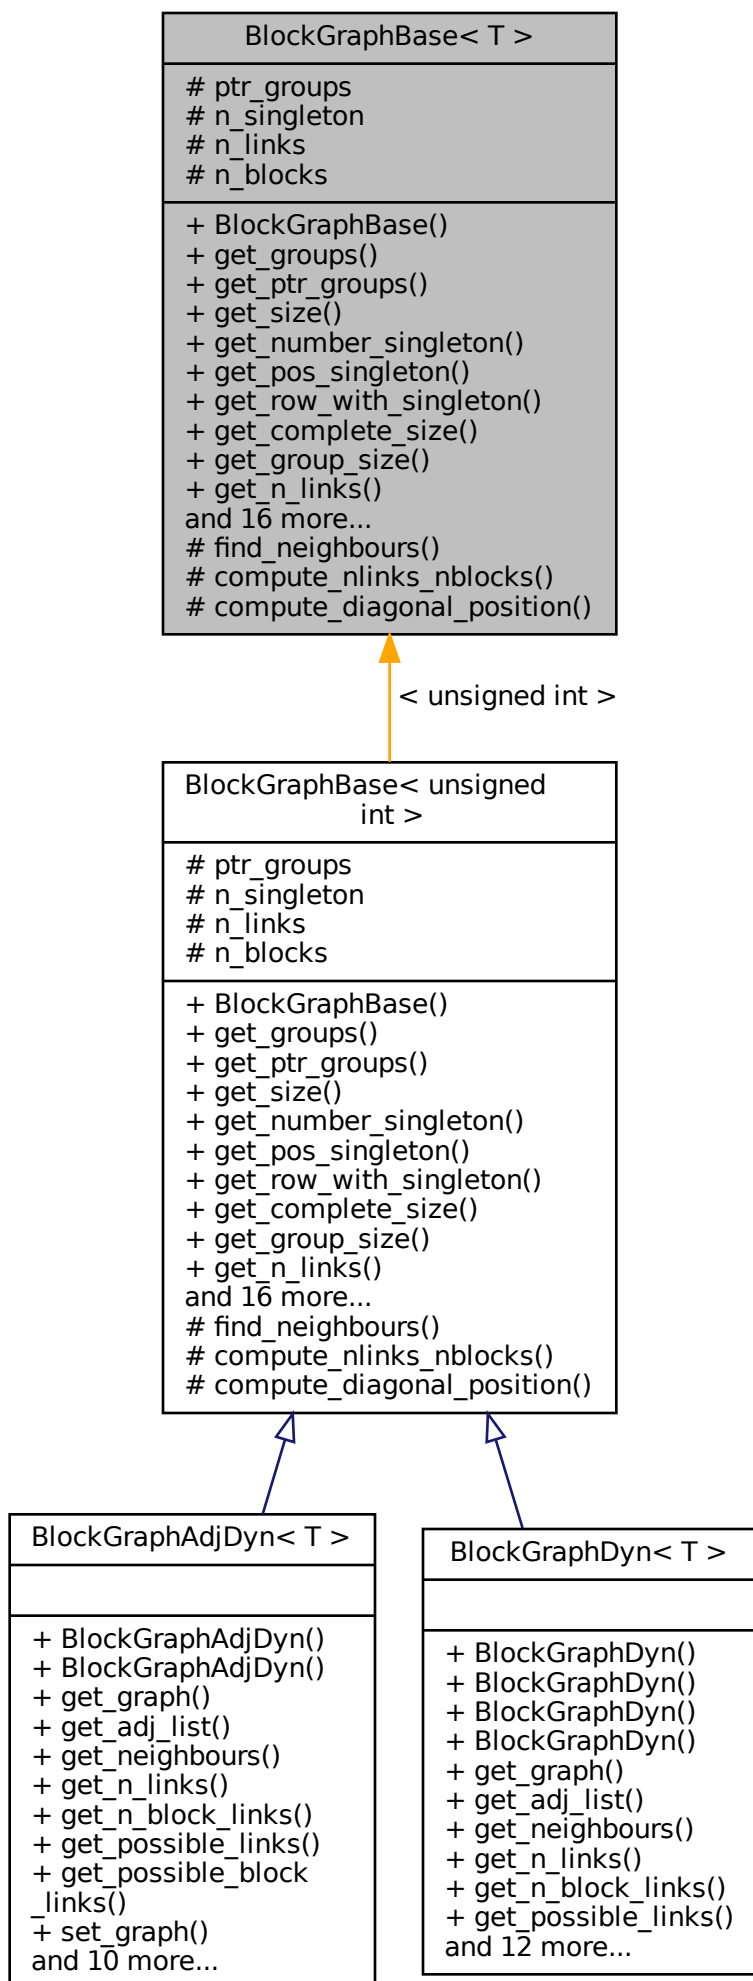 BlockGraphBase< T >
# ptr_groups
# n_singleton
# n_links
# n_blocks
+ BlockGraphBase()
+ get_groups()
+ get_ptr_groups()
+ get_size()
+ get_number_singleton()
+ get_pos_singleton()
+ get_row_with_singleton()
+ get_complete_size()
+ get_group_size()
+ get_n_links()
and 16 more...
# find_neighbours()
# compute_nlinks_nblocks()
# compute_diagonal_position()
< unsigned int >
BlockGraphBase< unsigned
int >
# ptr_groups
# n_singleton
# n_links
# n_blocks
+ BlockGraphBase()
+ get_groups()
+ get_ptr_groups()
+ get_size()
+ get_number_singleton()
+ get_pos_singleton()
+ get_row_with_singleton()
+ get_complete_size()
+ get_group_size()
+ get_n_links()
and 16 more...
# find_neighbours()
# compute_nlinks_nblocks()
# compute_diagonal_position()
BlockGraphAdjDyn< T >
+ BlockGraphAdjDyn()
+ BlockGraphAdjDyn()
+ get_graph()
+ get_adj_list()
+ get_neighbours()
+ get_n_links()
+ get_n_block_links()
+ get_possible_links()
+ get_possible_block
_links()
+ set_graph()
and 10 more...
BlockGraphDyn< T >
+ BlockGraphDyn()
+ BlockGraphDyn()
+ BlockGraphDyn()
+ BlockGraphDyn()
+ get_graph()
+ get_adj_list()
+ get_neighbours()
+ get_n_links()
+ get_n_block_links()
+ get_possible_links()
and 12 more...